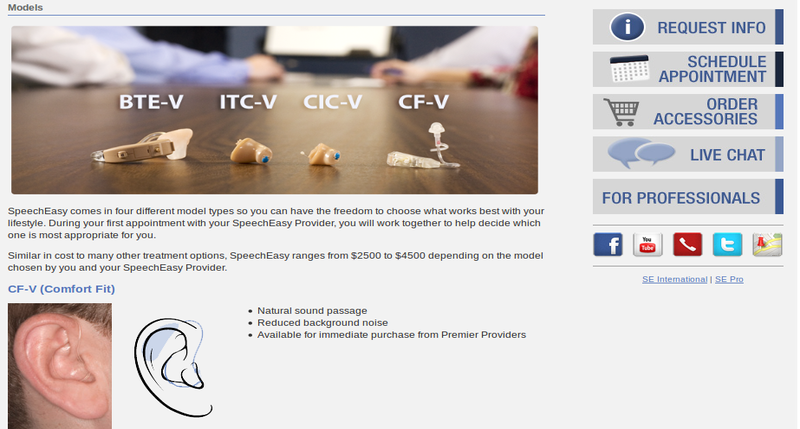 Models
BTE-V ITC-V CIC-V CF-V
SpeechEasy comes in four different model types so you can have the freedom to choose what works best with your
lifestyle. During your first appointment with your SpeechEasy Provider, you will work together to help decide which
one is most appropriate for you.
Similar in cost to many other treatment options, SpeechEasy ranges from $2500 to $4500 depending on the model
chosen by you and your SpeechEasy Provider.
CF-V (Comfort Fit)
Natural sound passage
Reduced background noise
Available for immediate purchase from Premier Providers
REQUEST INFO
SCHEDULE
APPOINTMENT
ORDER
ACCESSORIES
LIVE CHAT
FOR PROFESSIONALS
f You t
Tube
SE International | SE Pro